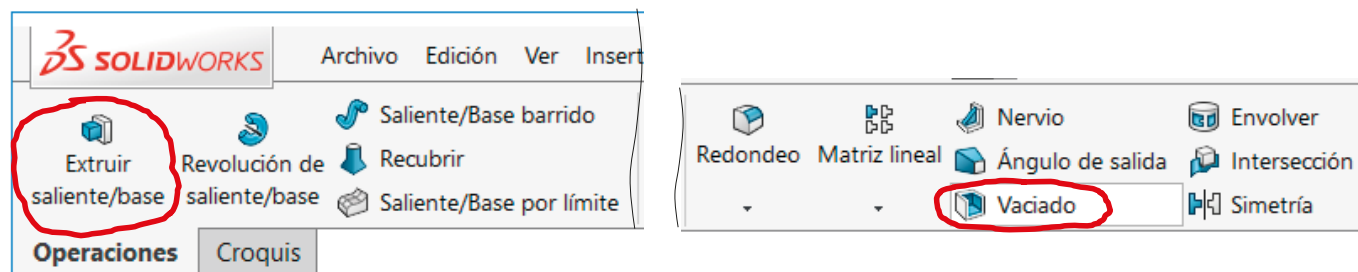 SOLIDWORKS
Archivo Edición Ver Insert
Extruir
saliente/base
Revolución de
saliente/base
Saliente/Base barrido
Recubrir
Saliente/Base por límite
Operaciones Croquis
Redondeo
Matriz lineal
Nervio
Ángulo de salida
Vaciado
Envolver
Intersección
Simetría